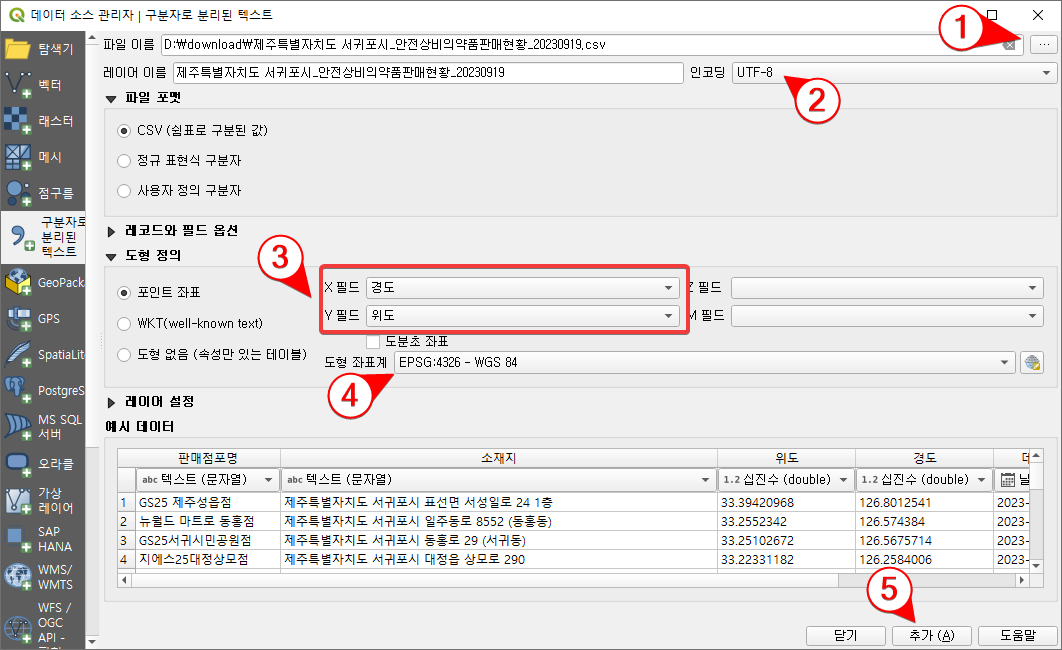 데이터 소스 관리자 | 구분자로 분리된 텍스트
1
파일 이름 D:₩download₩제주특별자치도 서귀포시_안전상비의약품판매현황_20230919.csv ...
레이어 이름 제주특별자치도 서귀포시_안전상비의약품판매현황_20230919 인코딩 UTF-8
2
파일 포맷
CSV (쉼표로 구분된 값)
정규 표현식 구분자
사용자 정의 구분자
레코드와 필드 옵션
도형 정의
3
포인트 좌표
WKT(well-known text)
도형 없음 (속성만 있는 테이블)
X 필드 경도 Z 필드
Y 필드 위도 M 필드
도분초 좌표
도형 좌표계 EPSG:4326 - WGS 84
4
레이어 설정
예시 데이터
판매점포명 소재지 위도 경도 데
abc 텍스트 (문자열) abc 텍스트 (문자열) 1.2 십진수 (double) 1.2 십진수 (double) 날
1 GS25 제주성읍점 제주특별자치도 서귀포시 표선면 서성일로 24 1층 33.39420968 126.8012541 2023-
2 뉴월드 마트로 동홍점 제주특별자치도 서귀포시 일주동로 8552 (동홍동) 33.2552342 126.574384 2023-
3 GS25서귀시민공원점 제주특별자치도 서귀포시 동홍로 29 (서귀동) 33.25102672 126.5675714 2023-
4 지에스25대정상모점 제주특별자치도 서귀포시 대정읍 상모로 290 33.22331182 126.2584006 2023-
5
닫기 추가 (A) 도움말
탐색기
벡터
래스터
메시
점구름
구분자로
분리된
텍스트
GeoPack
GPS
SpatiaLit
PostgreS
MS SQL
서버
오라클
가상
레이어
SAP
HANA
WMS/
WMTS
WFS /
OGC
API -